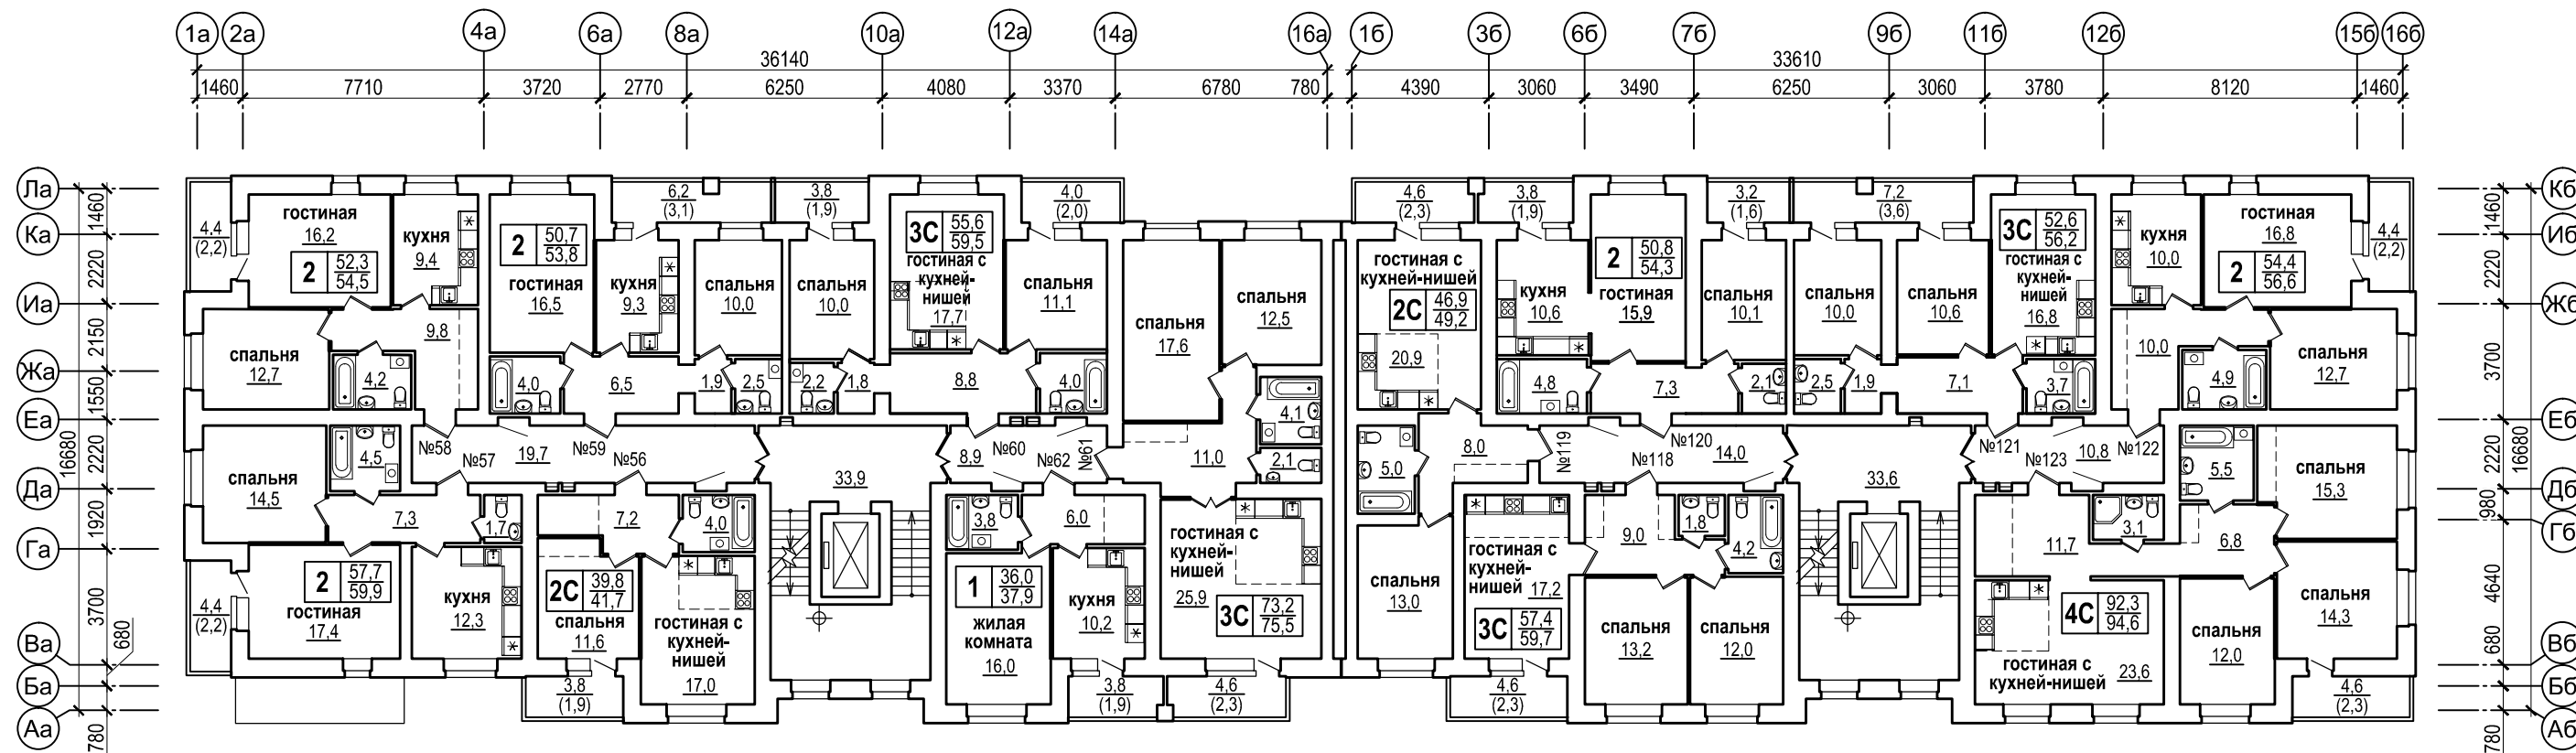 1а 2а 4а 6а 8а 10а 12а 14а 16а 1б 3б 6б 7б 9б 11б 12б 15б 16б
36140 33610
1460 7710 3720 2770 6250 4080 3370 6780 780 4390 3060 3490 6250 3060 3780 8120 1460
Ла
Ка
Иа
Жа
Еа
Да
Га
Ва
Ба
Аа
1460
2220
2150
1550
2220
1920
3700
680
780
16680
4,4
(2,2)
гостиная
16,2
2 52,3
54,5
кухня
9,4
спальня
12,7
4,2
9,8
№58
2 50,7
53,8
гостиная
16,5
6,2
(3,1)
кухня
9,3
спальня
10,0
4,0
6,5
1,9
2,5
№59
3,8
(1,9)
спальня
10,0
3С 55,6
59,5
гостиная с
кухней-
нишей
17,7
4,0
(2,0)
спальня
11,1
2,2
1,8
8,8
4,0
№60
спальня
17,6
спальня
12,5
4,1
2,1
11,0
№61
гостиная с
кухней-
нишей
25,9
3С 73,2
75,5
4,6
(2,3)
спальня
14,5
4,5
№57
7,3
1,7
4,4
(2,2)
2 57,7
59,9
гостиная
17,4
кухня
12,3
19,7
№56
7,2
4,0
2С 39,8
41,7
спальня
11,6
гостиная с
кухней-
нишей
17,0
3,8
(1,9)
33,9
8,9
№62
3,8
6,0
1 36,0
37,9
жилая
комната
16,0
кухня
10,2
3,8
(1,9)
4,6
(2,3)
гостиная с
кухней-нишей
2С 46,9
49,2
20,9
5,0
8,0
№119
спальня
13,0
3,8
(1,9)
кухня
10,6
2 50,8
54,3
гостиная
15,9
3,2
(1,6)
спальня
10,1
4,8
7,3
2,1
№120
7,2
(3,6)
спальня
10,0
спальня
10,6
3С 52,6
56,2
гостиная с
кухней-
нишей
16,8
2,5
1,9
7,1
3,7
№121
кухня
10,0
гостиная
16,8
2 54,4
56,6
4,4
(2,2)
10,0
4,9
спальня
12,7
№122
№118
14,0
гостиная с
кухней-
нишей
17,2
3С 57,4
59,7
9,0
1,8
4,2
спальня
13,2
спальня
12,0
4,6
(2,3)
33,6
№123
10,8
5,5
спальня
15,3
11,7
3,1
6,8
4С 92,3
94,6
гостиная с
кухней-нишей 23,6
спальня
12,0
спальня
14,3
4,6
(2,3)
1460
2220
3700
2220
980
4640
680
780
16680
Кб
Иб
Жб
Еб
Дб
Гб
Вб
Бб
Аб